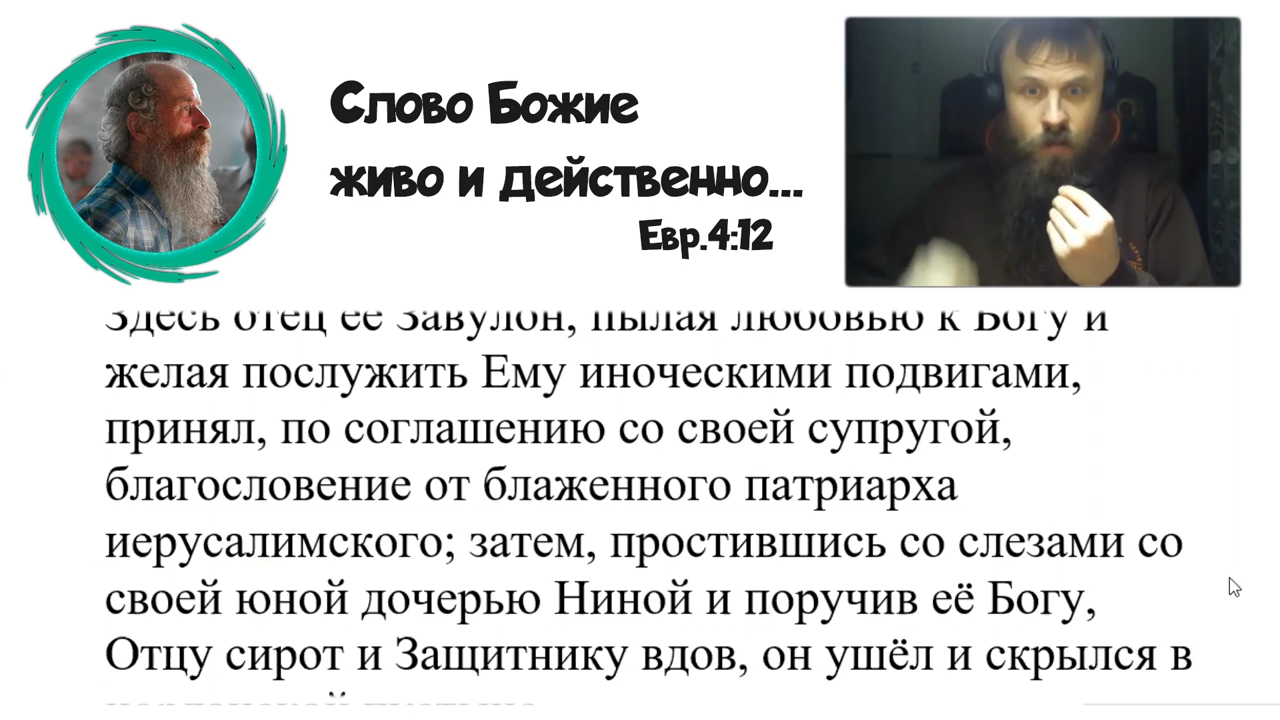 Слово Божие
живо и действенно...
Евр.4:12
Здесь отец её Завулон, пылая любовью к Богу и
желая послужить Ему иноческими подвигами,
принял, по соглашению со своей супругой,
благословение от блаженного патриарха
иерусалимского; затем, простившись со слезами со
своей юной дочерью Ниной и поручив её Богу,
Отцу сирот и Защитнику вдов, он ушёл и скрылся в